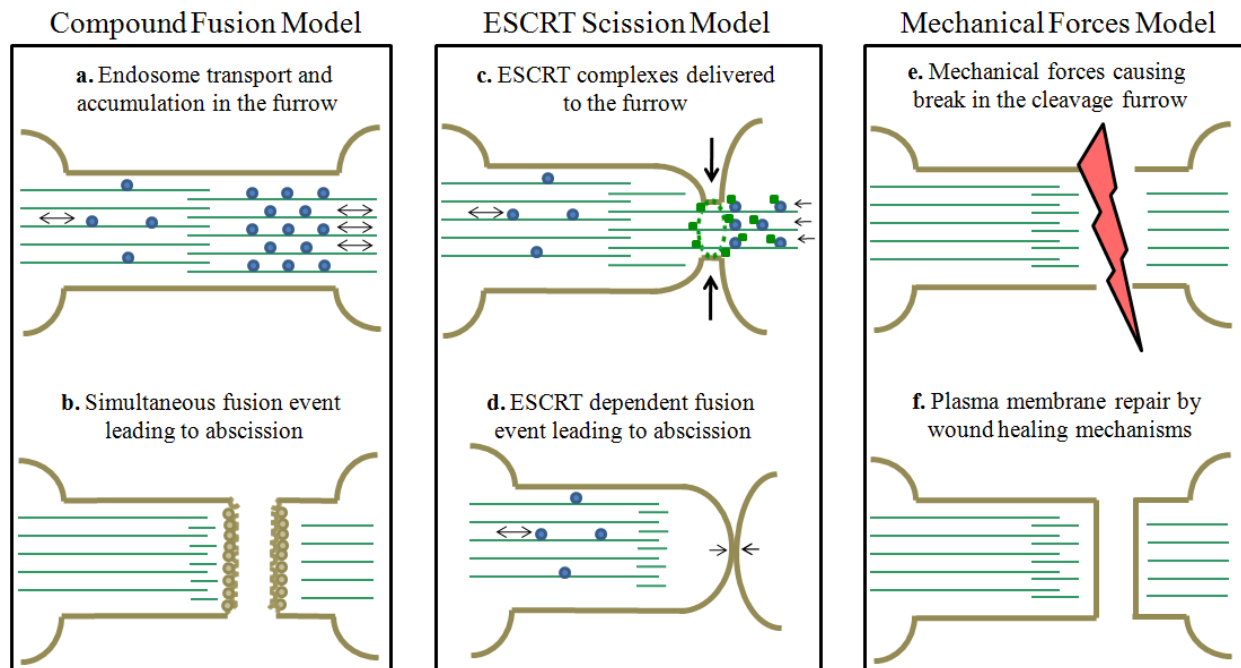 Compound Fusion Model
a. Endosome transport and
accumulation in the furrow
b. Simultaneous fusion event
leading to abscission
ESCRT Scission Model
c. ESCRT complexes delivered
to the furrow
d. ESCRT dependent fusion
event leading to abscission
Mechanical Forces Model
e. Mechanical forces causing
break in the cleavage furrow
f. Plasma membrane repair by
wound healing mechanisms